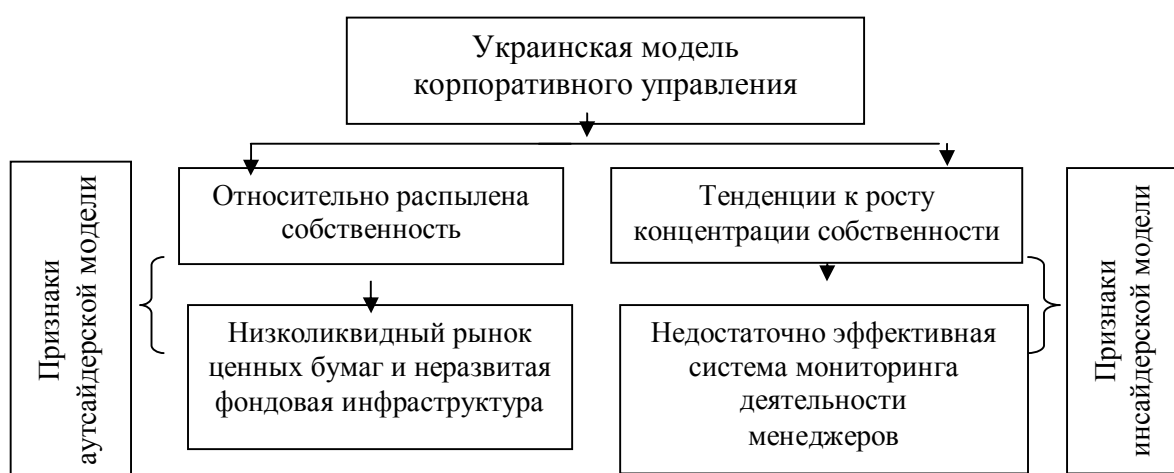 Украинская модель
корпоративного управления
Признаки
аутсайдерской модели
Относительно распылена
собственность
Низколиквидный рынок
ценных бумаг и неразвитая
фондовая инфраструктура
Тенденции к росту
концентрации собственности
Недостаточно эффективная
система мониторинга
деятельности
менеджеров
Признаки
инсайдерской модели